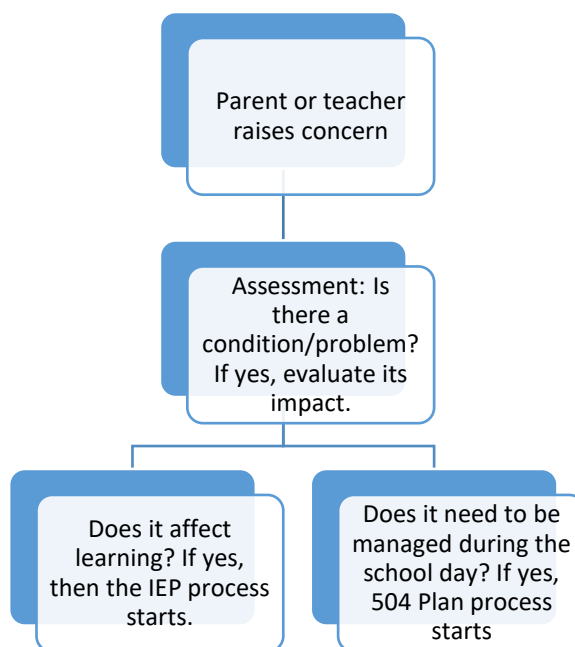 Parent or teacher
raises concern
Assessment: Is
there a
condition/problem?
If yes, evaluate its
impact.
Does it affect
learning? If yes,
then the IEP process
starts.
Does it need to be
managed during the
school day? If yes,
504 Plan process
starts